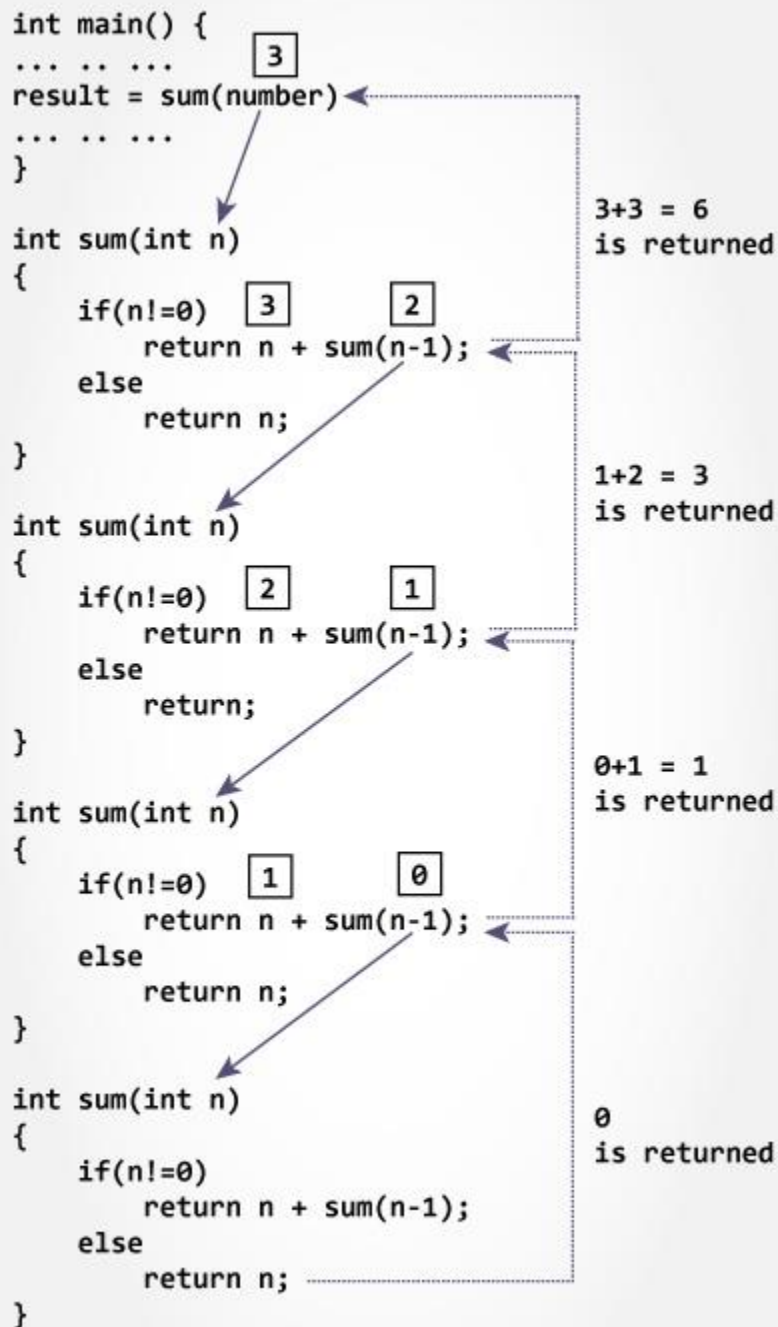 int main() {
... .. ...
3
result = sum(number)
... .. ...
}
3+3 = 6
is returned
int sum(int n)
{
if(n!=0) 3 2
return n + sum(n-1);
else
return n;
}
1+2 = 3
is returned
int sum(int n)
{
if(n!=0) 2 1
return n + sum(n-1);
else
return;
}
0+1 = 1
is returned
int sum(int n)
{
if(n!=0) 1 0
return n + sum(n-1);
else
return n;
}
int sum(int n)
{
0
is returned
if(n!=0)
return n + sum(n-1);
else
return n;
}